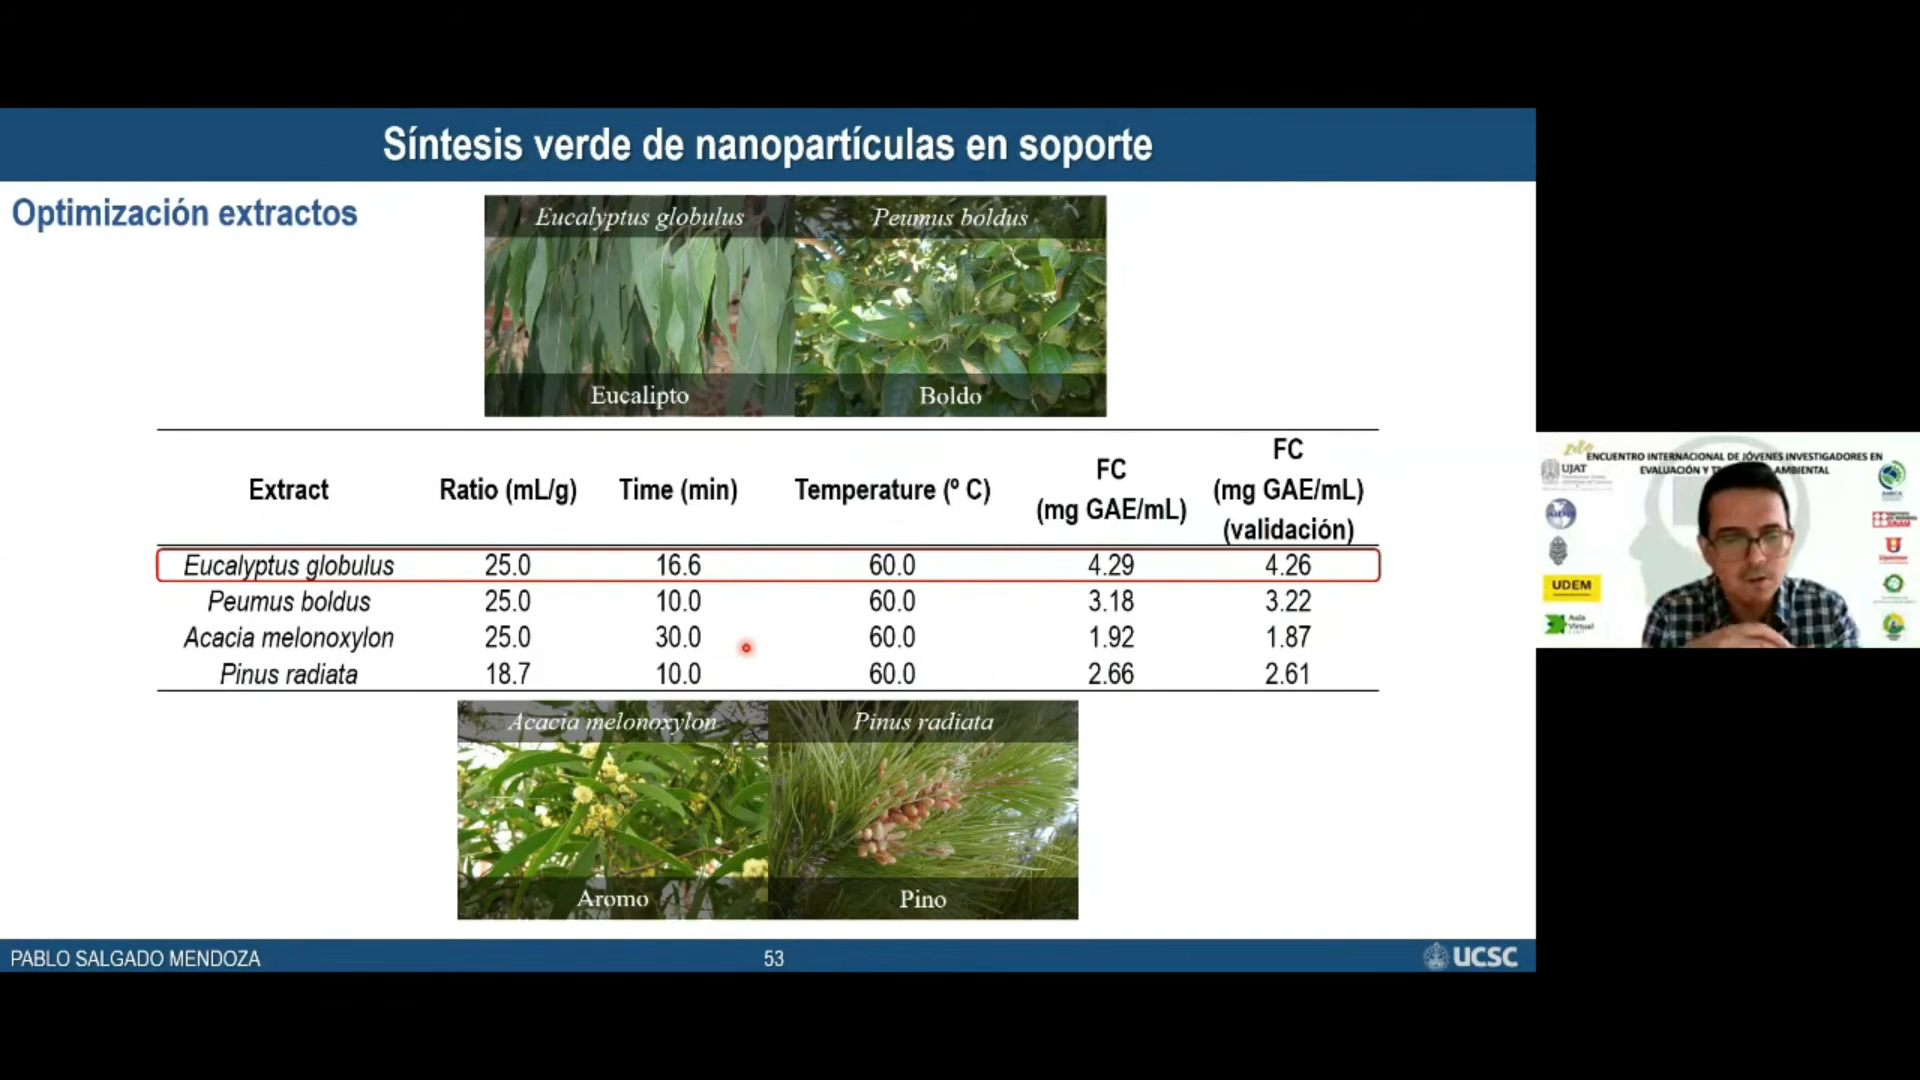 Síntesis verde de nanopartículas en soporte
Optimización extractos
Eucalyptus globulus
Peumus boldus
Eucalipto
Boldo
Extract Ratio (mL/g) Time (min) Temperature (º C) FC (mg GAE/mL) FC (mg GAE/mL) (validación)
Eucalyptus globulus 25.0 16.6 60.0 4.29 4.26
Peumus boldus 25.0 10.0 60.0 3.18 3.22
Acacia melonoxylon 25.0 30.0 60.0 1.92 1.87
Pinus radiata 18.7 10.0 60.0 2.66 2.61
Acacia melonoxylon
Pinus radiata
Aromo
Pino
PABLO SALGADO MENDOZA
53
UCSC
ENCUENTRO INTERNACIONAL DE JÓVENES INVESTIGADORES EN
EVALUACIÓN Y AMBIENTAL
UJAT
UDEM
Aula
Virtual